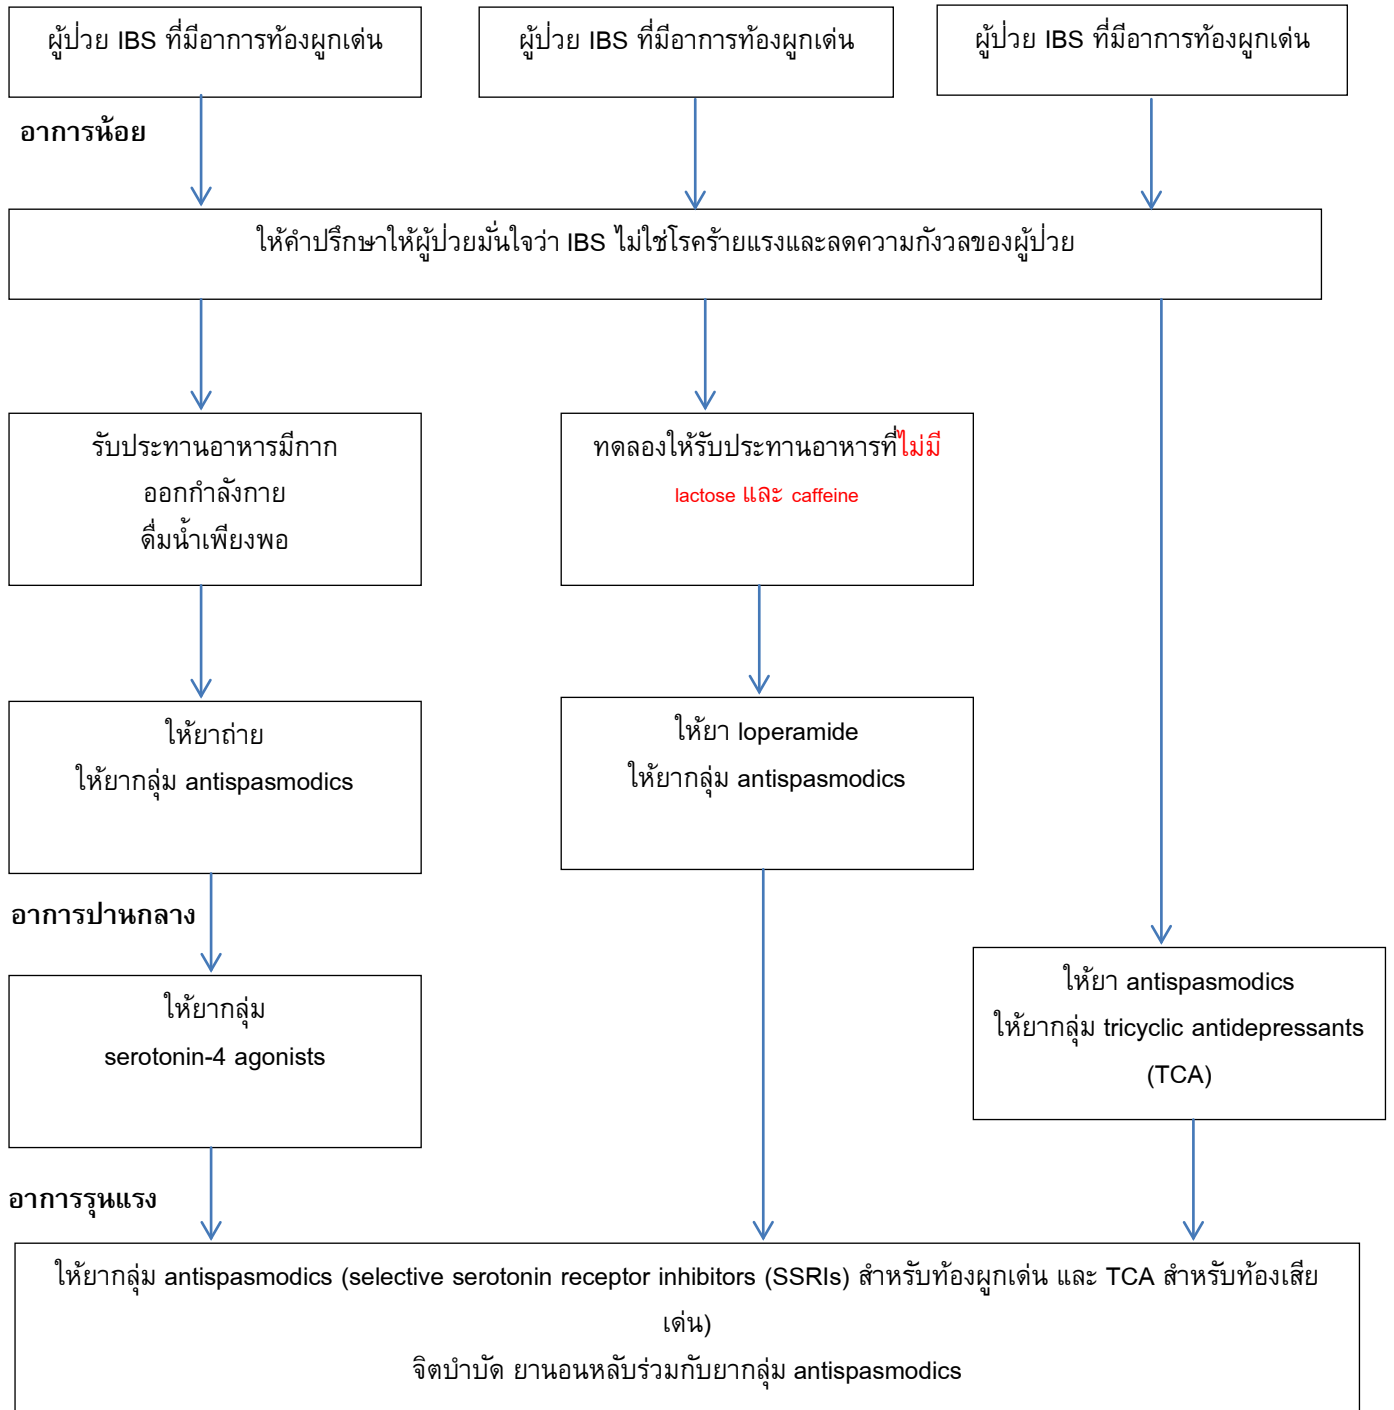 ผู้ป่วย IBS ที่มีอาการท้องผูกเด่น
ผู้ป่วย IBS ที่มีอาการท้องผูกเด่น
ผู้ป่วย IBS ที่มีอาการท้องผูกเด่น
อาการน้อย
ให้คำปรึกษาให้ผู้ป่วยมั่นใจว่า IBS ไม่ใช่โรคร้ายแรงและลดความกังวลของผู้ป่วย
รับประทานอาหารมีกาก
ออกกำลังกาย
ดื่มน้ำเพียงพอ
ทดลองให้รับประทานอาหารที่ไม่มี
lactose และ caffeine
ให้ยาถ่าย
ให้ยากลุ่ม antispasmodics
ให้ยา loperamide
ให้ยากลุ่ม antispasmodics
อาการปานกลาง
ให้ยากลุ่ม
serotonin-4 agonists
ให้ยา antispasmodics
ให้ยากลุ่ม tricyclic antidepressants
(TCA)
อาการรุนแรง
ให้ยากลุ่ม antispasmodics (selective serotonin receptor inhibitors (SSRIs) สำหรับท้องผูกเด่น และ TCA สำหรับท้องเสีย
เด่น)
จิตบำบัด ยานอนหลับร่วมกับยากลุ่ม antispasmodics